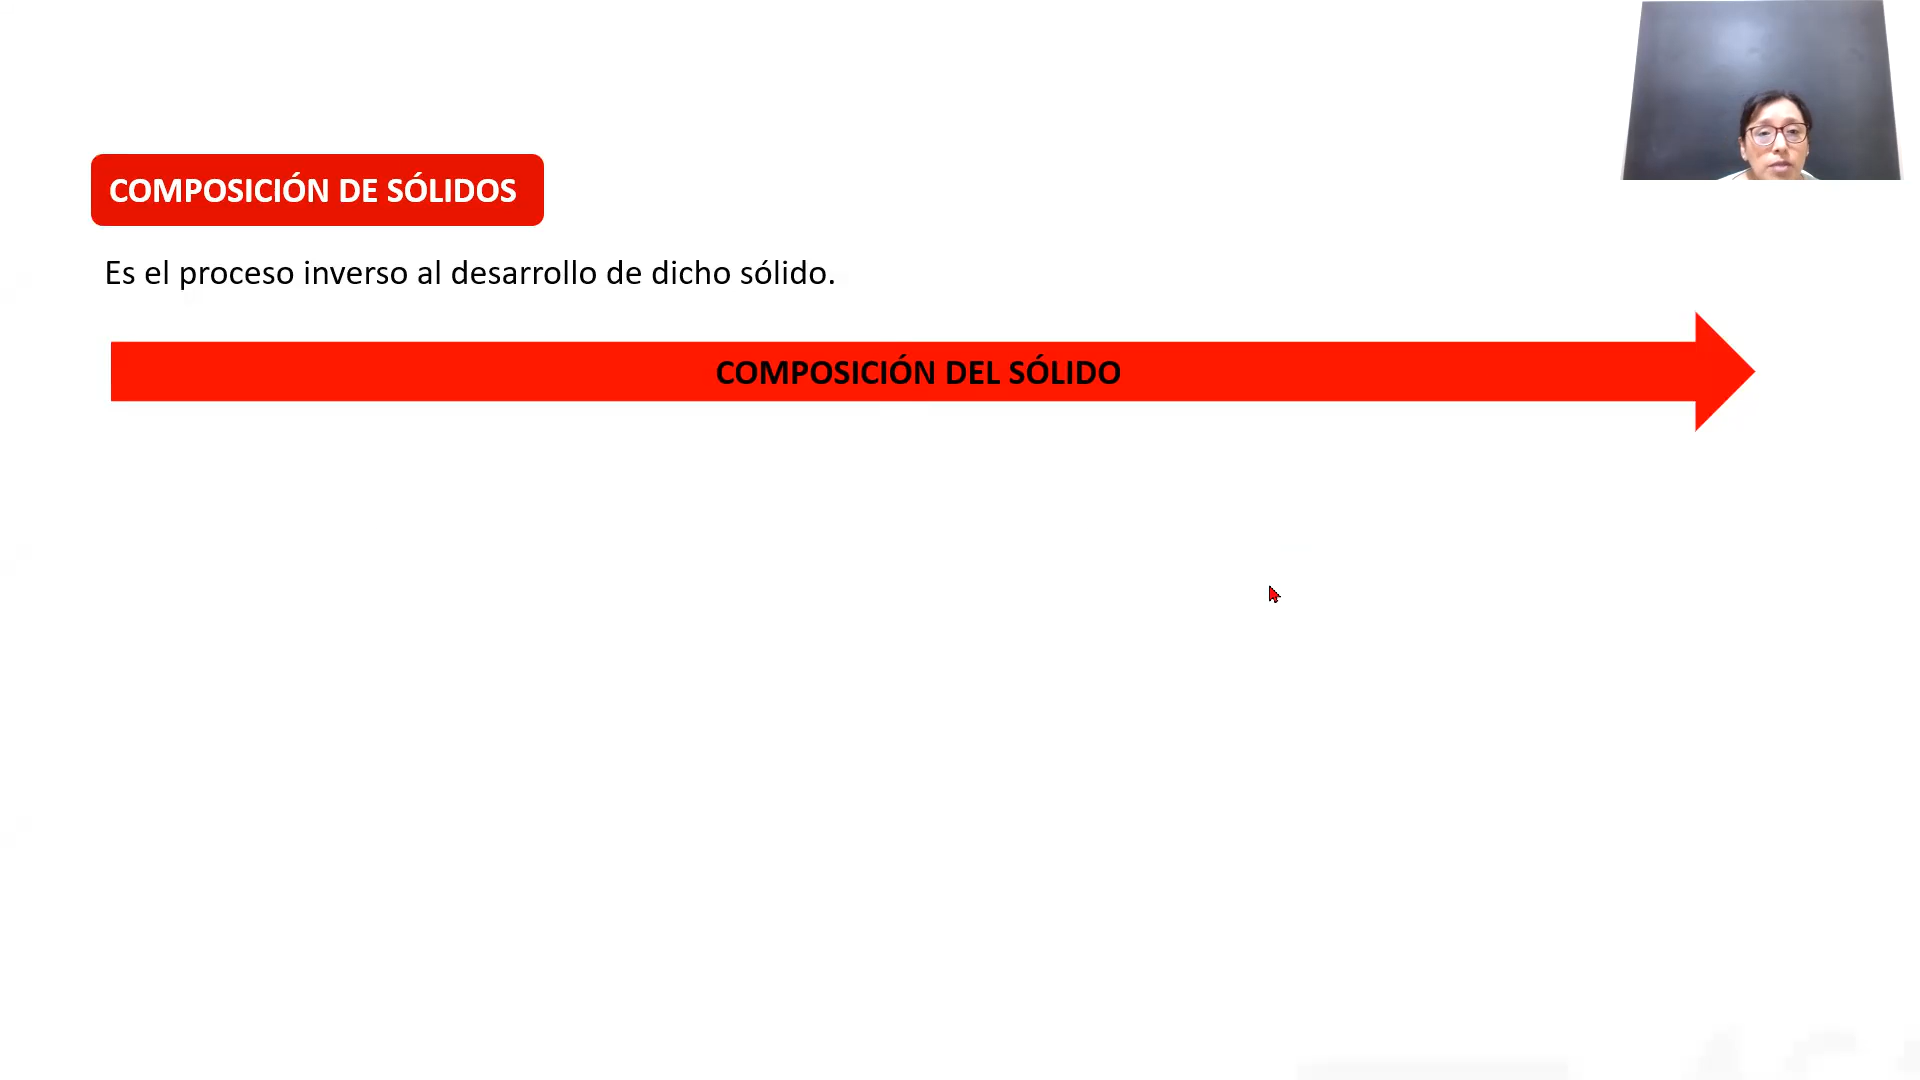 COMPOSICIÓN DE SÓLIDOS
Es el proceso inverso al desarrollo de dicho sólido.
COMPOSICIÓN DEL SÓLIDO